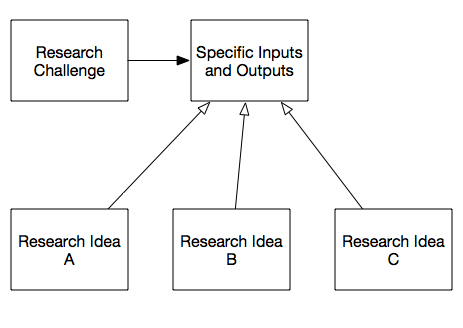 Research
Challenge
Specific Inputs
and Outputs
Research Idea
A
Research Idea
B
Research Idea
C